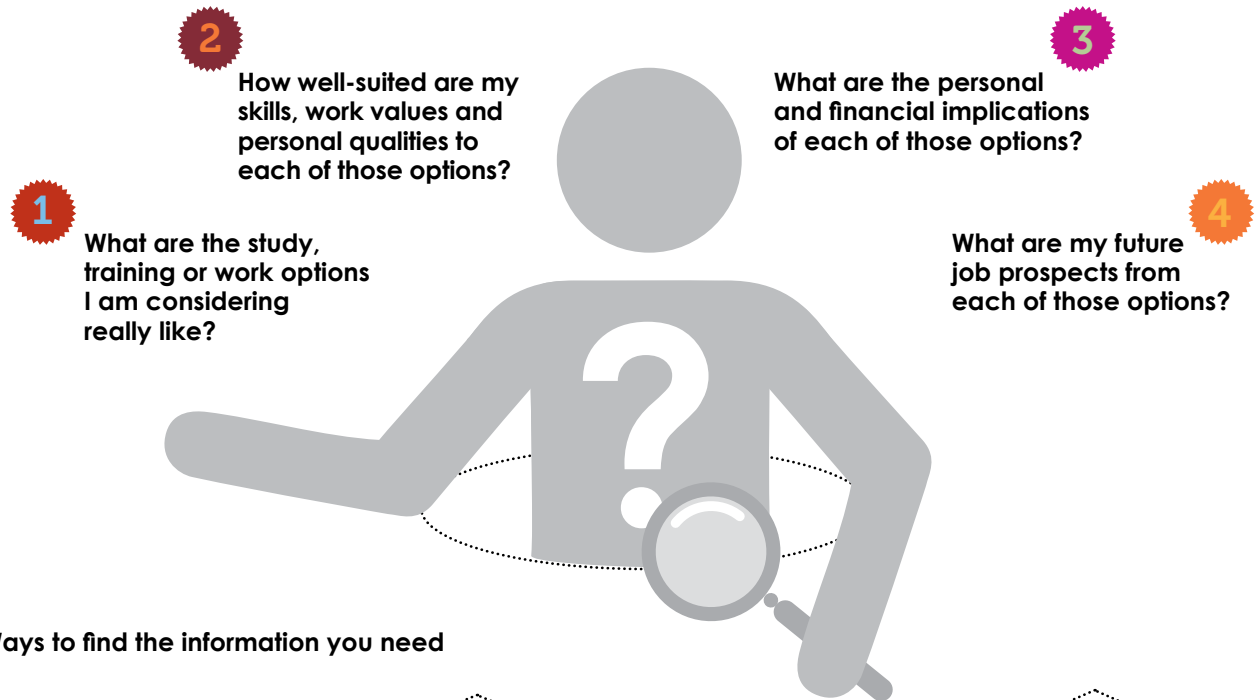 1
What are the study,
training or work options
I am considering
really like?
2
How well-suited are my
skills, work values and
personal qualities to
each of those options?
3
What are the personal
and financial implications
of each of those options?
4
What are my future
job prospects from
each of those options?
?
ays to find the information you need